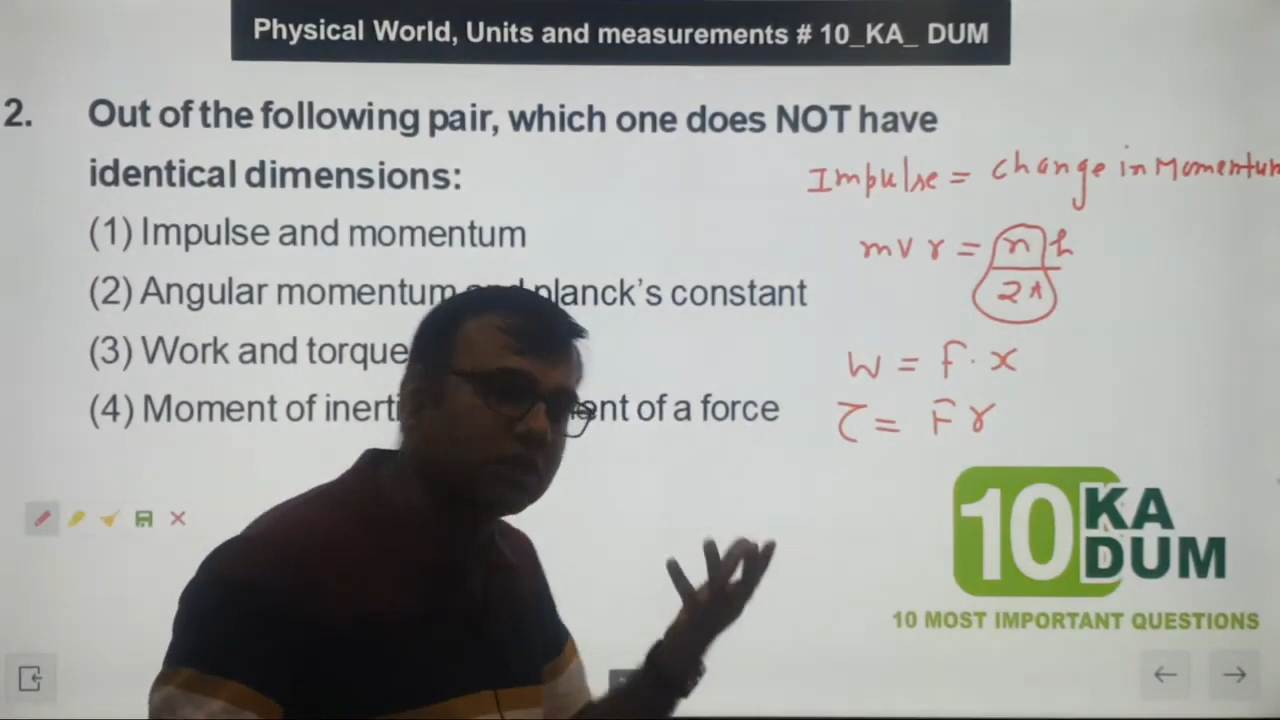 Physical World, Units and measurements # 10_KA_ DUM
2. Out of the following pair, which one does NOT have
identical dimensions:
(1) Impulse and momentum
(2) Angular momentum and planck's constant
(3) Work and torque
(4) Moment of inerti ent of a force
Impulse = change in Momentum
mvr = nh
2π
W = F·x
τ = Fr
10 KA
DUM
10 MOST IMPORTANT QUESTIONS